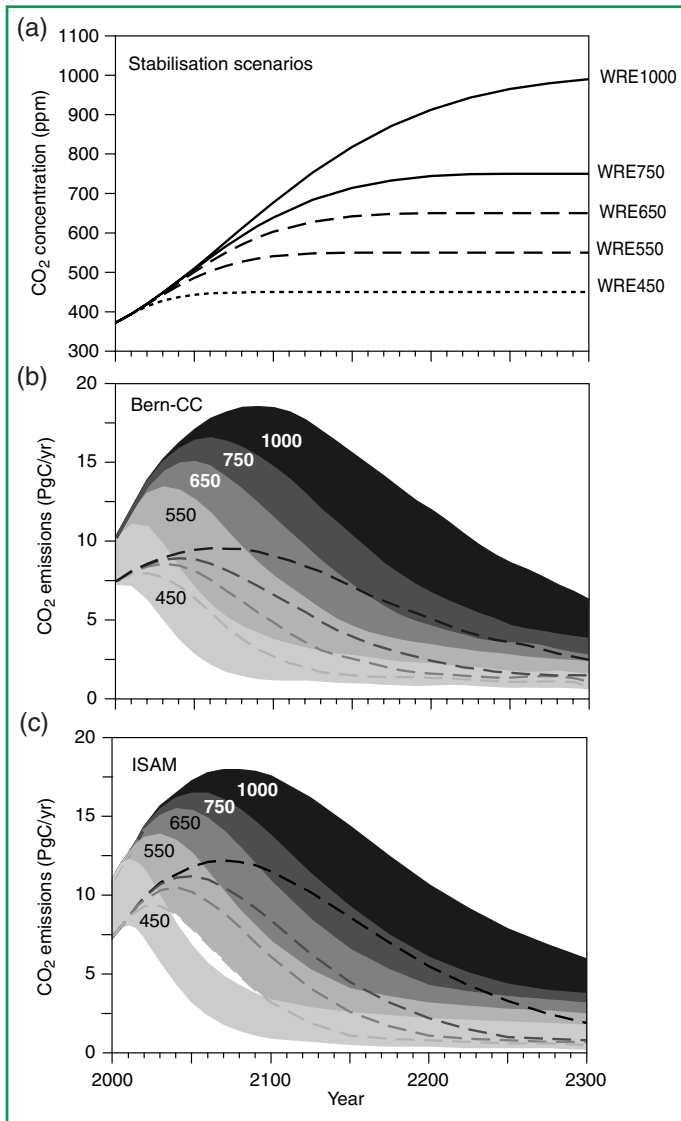 (a)
1100
1000
900
800
700
600
500
400
300
CO2 concentration (ppm)
Stabilisation scenarios
WRE1000
WRE750
WRE650
WRE550
WRE450
(b)
20
15
10
5
0
CO2 emissions (PgC/yr)
Bern-CC
1000
750
650
550
450
(c)
20
15
10
5
0
CO2 emissions (PgC/yr)
ISAM
1000
750
650
550
450
2000
2100
2200
2300
Year